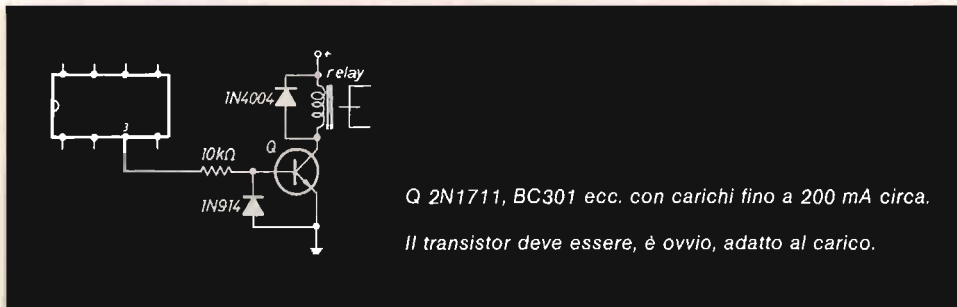 +
relay
1N4004
3
Q
10kΩ
1N914
Q 2N1711, BC301 ecc. con carichi fino a 200 mA circa.
Il transistor deve essere, è ovvio, adatto al carico.